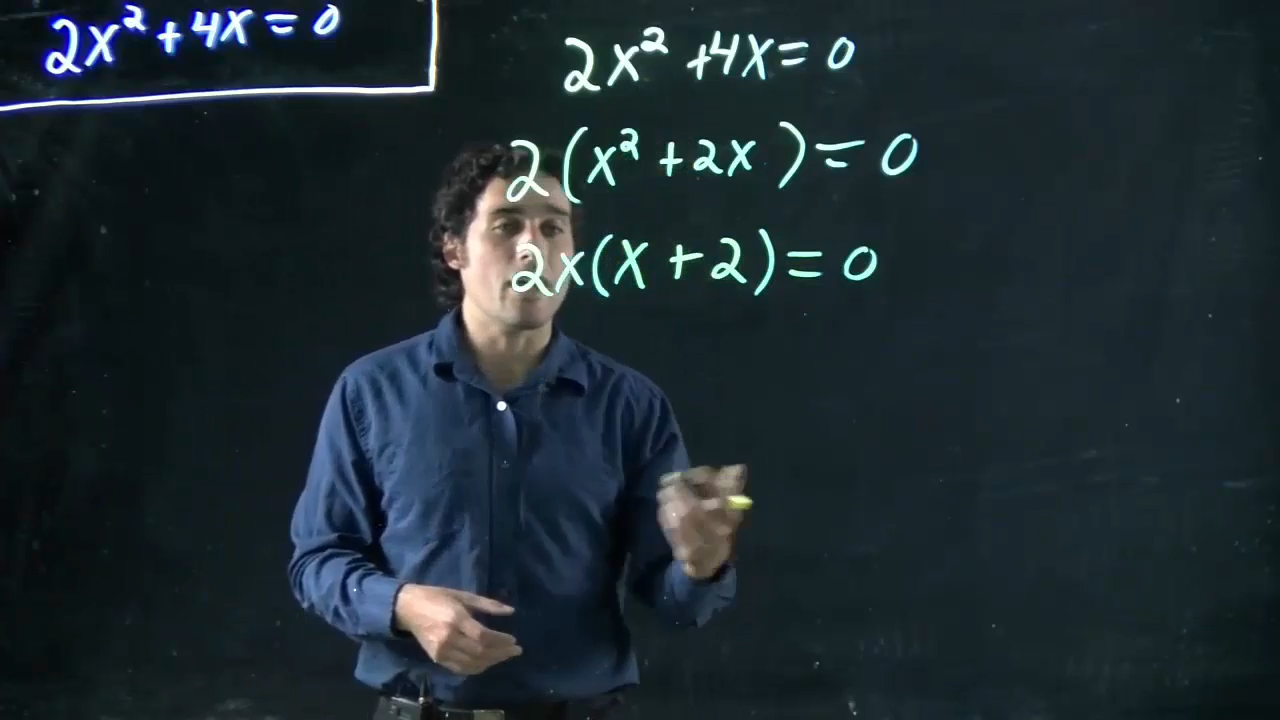 2x² + 4x = 0
2x² + 4x = 0
2(x² + 2x) = 0
2x(x + 2) = 0